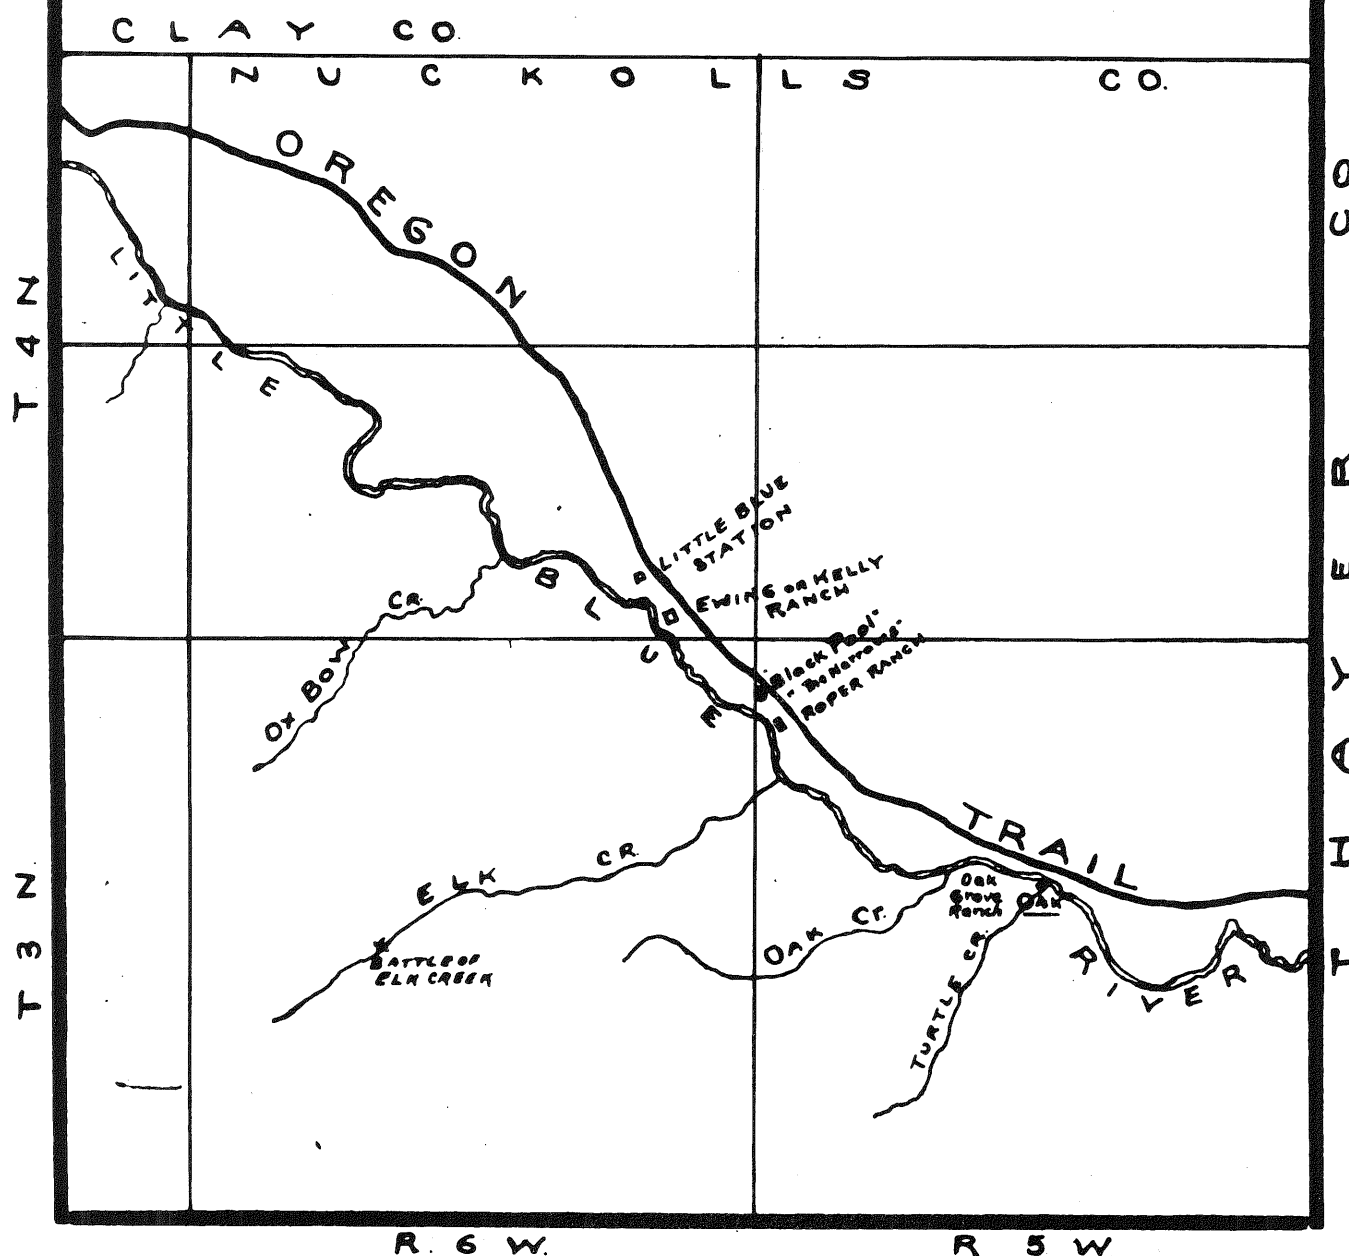 CLAY CO.
NUCKOLLS CO.
OREGON TRAIL
LITTLE BLUE RIVER
T 4 N
LITTLE BLUE
STATION
EWING OR KELLY
RANCH
"Black Pool"
"The Narrows"
ROPER RANCH
OX BOW CR.
ELK CR.
BATTLE OF
ELK CREEK
OAK Cr.
Oak
Grove
Ranch
OAK
TURTLE CR.
T 3 N
THAYER CO
R. 6 W.
R 5 W